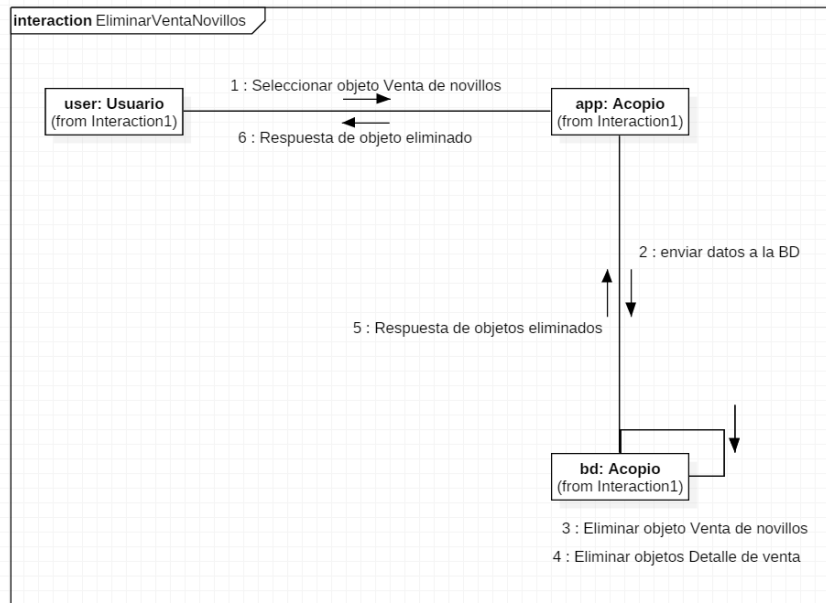 interaction EliminarVentaNovillos
1 : Seleccionar objeto Venta de novillos
user: Usuario
(from Interaction1)
app: Acopio
(from Interaction1)
6 : Respuesta de objeto eliminado
2 : enviar datos a la BD
5 : Respuesta de objetos eliminados
bd: Acopio
(from Interaction1)
3 : Eliminar objeto Venta de novillos
4 : Eliminar objetos Detalle de venta